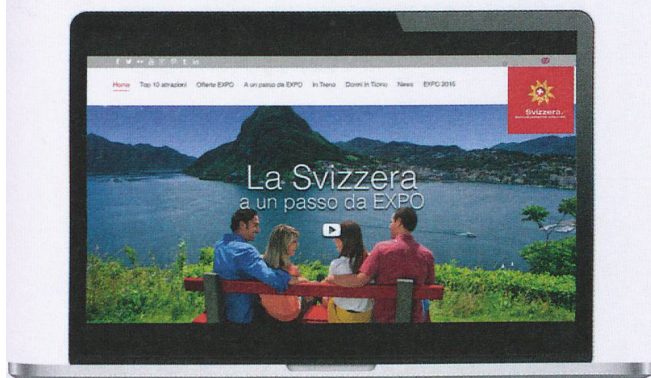 Home Top 10 attrazioni Offerte EXPO A un passo da EXPO In Treno Dormi in Ticino News EXPO 2015
Svizzera.
La Svizzera
a un passo da EXPO